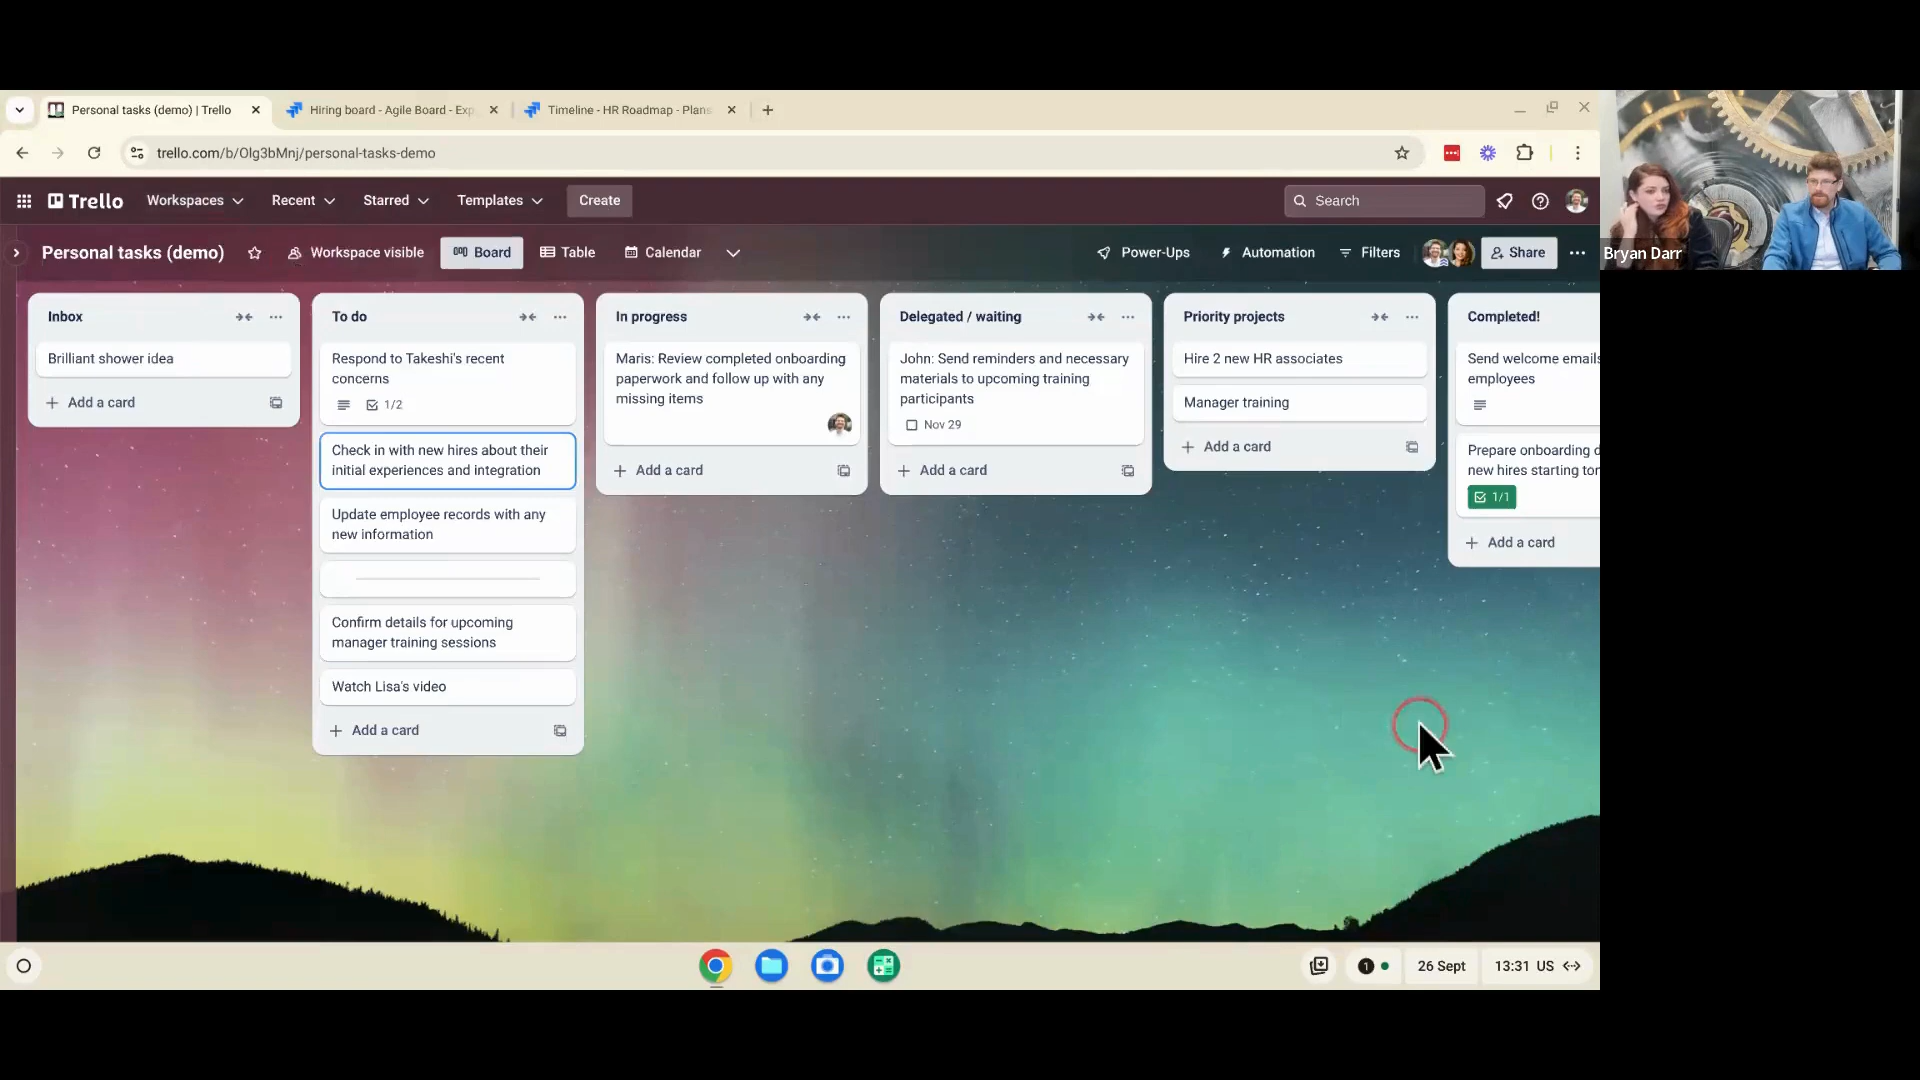 Personal tasks (demo) | Trello
Hiring board - Agile Board - Exp
Timeline - HR Roadmap - Plans
trello.com/b/Olg3bMnj/personal-tasks-demo
Trello
Workspaces
Recent
Starred
Templates
Create
Search
Personal tasks (demo)
Workspace visible
Board
Table
Calendar
Power-Ups
Automation
Filters
Share
Bryan Darr
Inbox
Brilliant shower idea
Add a card
To do
Respond to Takeshi's recent
concerns
1/2
Check in with new hires about their
initial experiences and integration
Update employee records with any
new information
Confirm details for upcoming
manager training sessions
Watch Lisa's video
Add a card
In progress
Maris: Review completed onboarding
paperwork and follow up with any
missing items
Add a card
Delegated / waiting
John: Send reminders and necessary
materials to upcoming training
participants
Nov 29
Add a card
Priority projects
Hire 2 new HR associates
Manager training
Add a card
Completed!
Send welcome emails
employees
Prepare onboarding d
new hires starting tor
1/1
Add a card
1
26 Sept
13:31 US